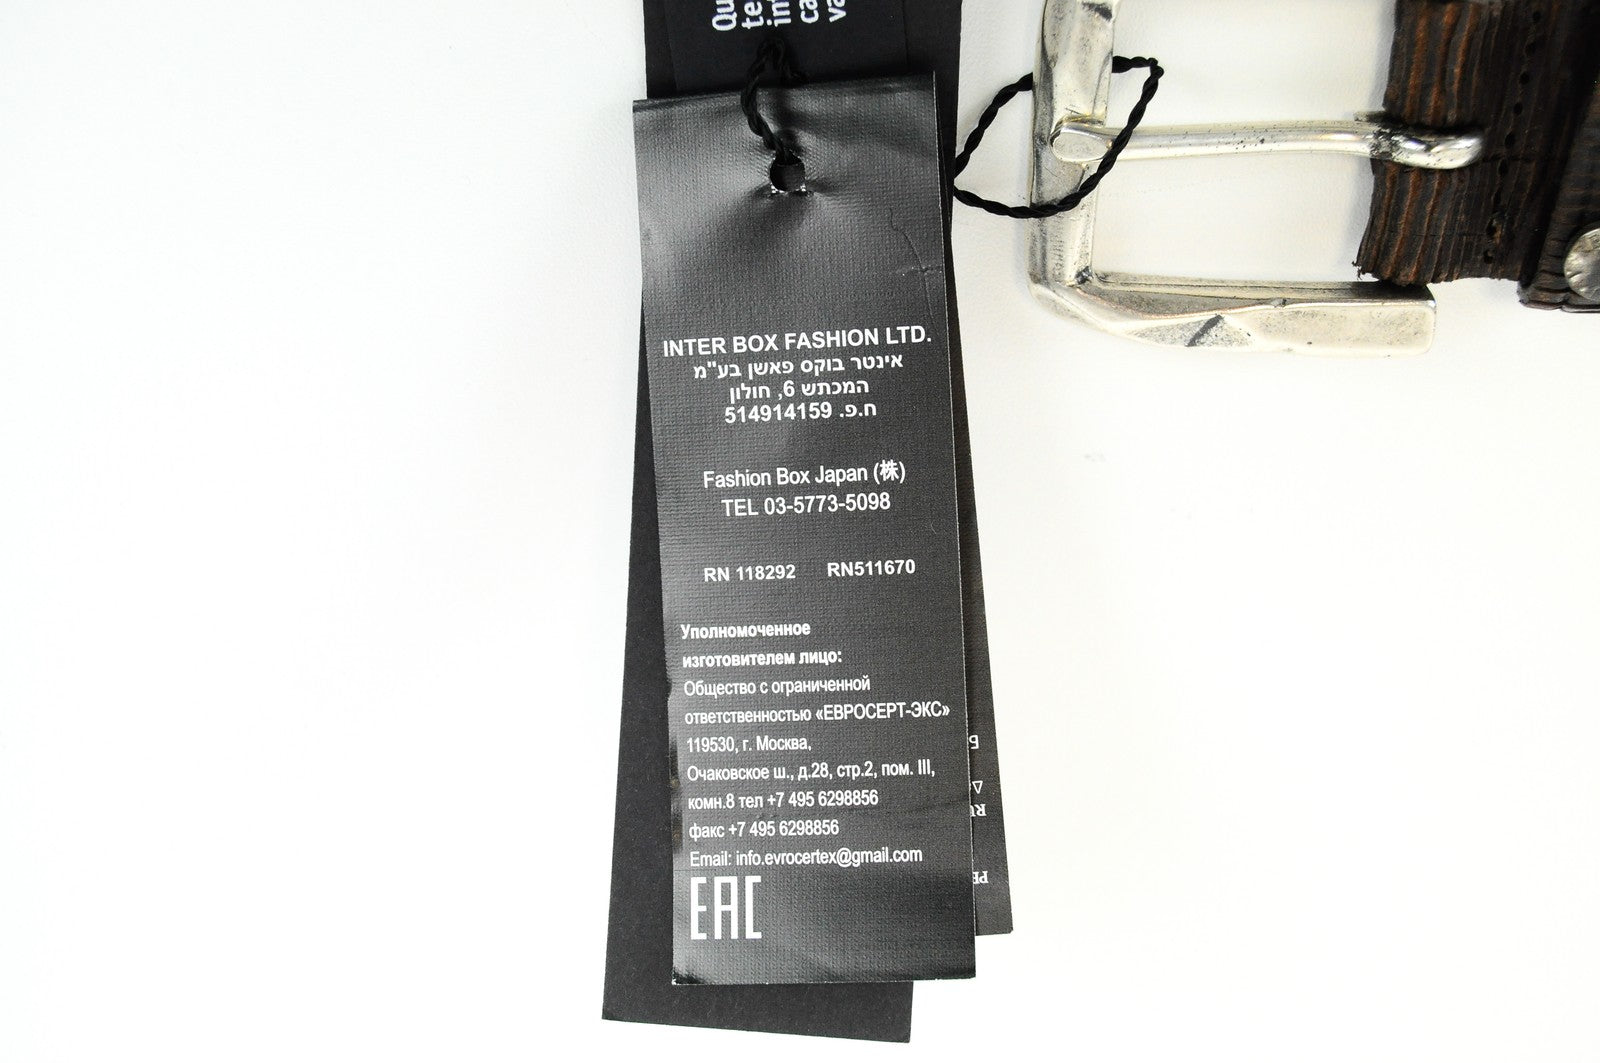 INTER BOX FASHION LTD.
אינטר בוקס פאשן בע"מ
המכתש 6, חולון
ח.פ. 514914159
Fashion Box Japan (株)
TEL 03-5773-5098
RN 118292 RN511670
Уполномоченное
изготовителем лицо:
Общество с ограниченной
ответственностью «ЕВРОСЕРТ-ЭКС»
119530, г. Москва,
Очаковское ш., д.28, стр.2, пом. III,
комн.8 тел +7 495 6298856
факс +7 495 6298856
Email: info.evrocertex@gmail.com
EAC